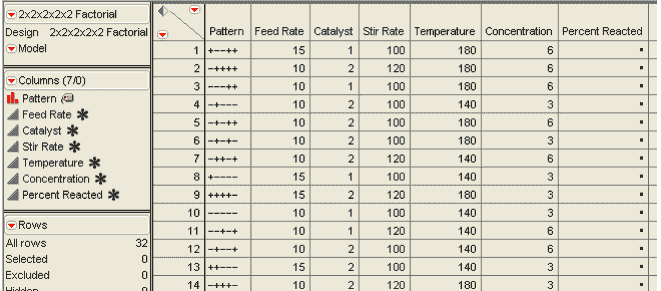 2x2x2x2x2 Factorial
Design 2x2x2x2x2 Factorial
Model
Columns (7/0)
Pattern
Feed Rate
Catalyst
Stir Rate
Temperature
Concentration
Percent Reacted
Rows
All rows 32
Selected 0
Excluded 0
Hidden 0
Pattern Feed Rate Catalyst Stir Rate Temperature Concentration Percent Reacted
1 +--++ 15 1 100 180 6 •
2 -++++ 10 2 120 180 6 •
3 ---++ 10 1 100 180 6 •
4 -+--- 10 2 100 140 3 •
5 -+-++ 10 2 100 180 6 •
6 -+-+- 10 2 100 180 3 •
7 -++-+ 10 2 120 140 6 •
8 +---- 15 1 100 140 3 •
9 ++++- 15 2 120 180 3 •
10 ----- 10 1 100 140 3 •
11 --+-+ 10 1 120 140 6 •
12 -+--+ 10 2 100 140 6 •
13 ++--- 15 2 100 140 3 •
14 -+++- 10 2 120 180 3 •